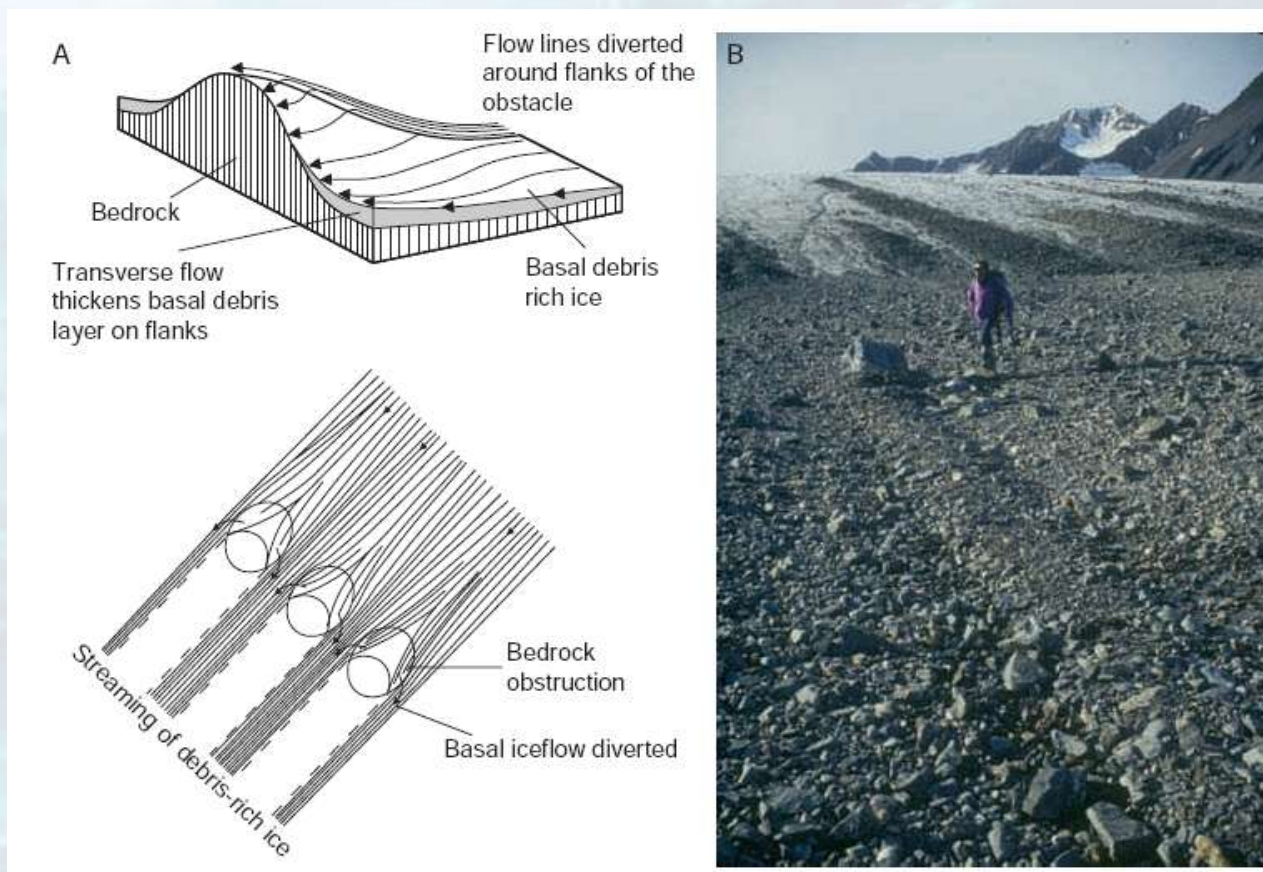 A
Flow lines diverted
around flanks of the
obstacle
Bedrock
Transverse flow
thickens basal debris
layer on flanks
Basal debris
rich ice
Bedrock
obstruction
Basal iceflow diverted
Streaming of debris-rich ice
B